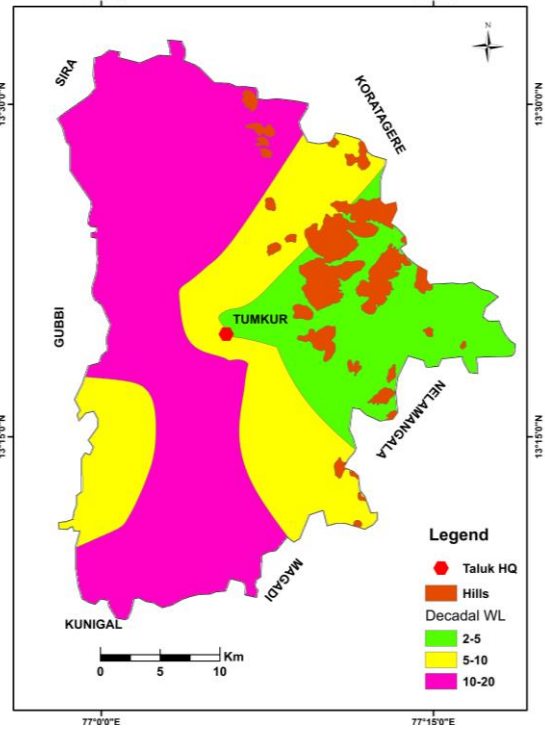 N
SIRA
KORATAGERE
13°30'0"N
13°30'0"N
TUMKUR
GUBBI
NELAMANGALA
13°15'0"N
13°15'0"N
MAGADI
KUNIGAL
Km
0 5 10
Legend
Taluk HQ
Hills
Decadal WL
2-5
5-10
10-20
77°0'0"E
77°15'0"E